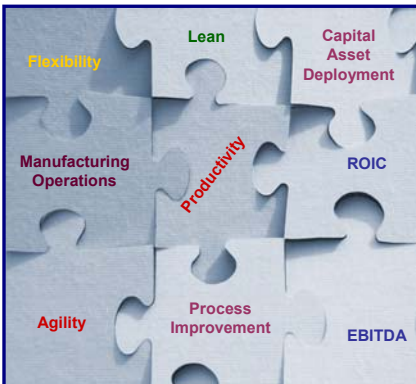 Flexibility
Lean
Capital
Asset
Deployment
Manufacturing
Operations
Productivity
ROIC
Agility
Process
Improvement
EBITDA